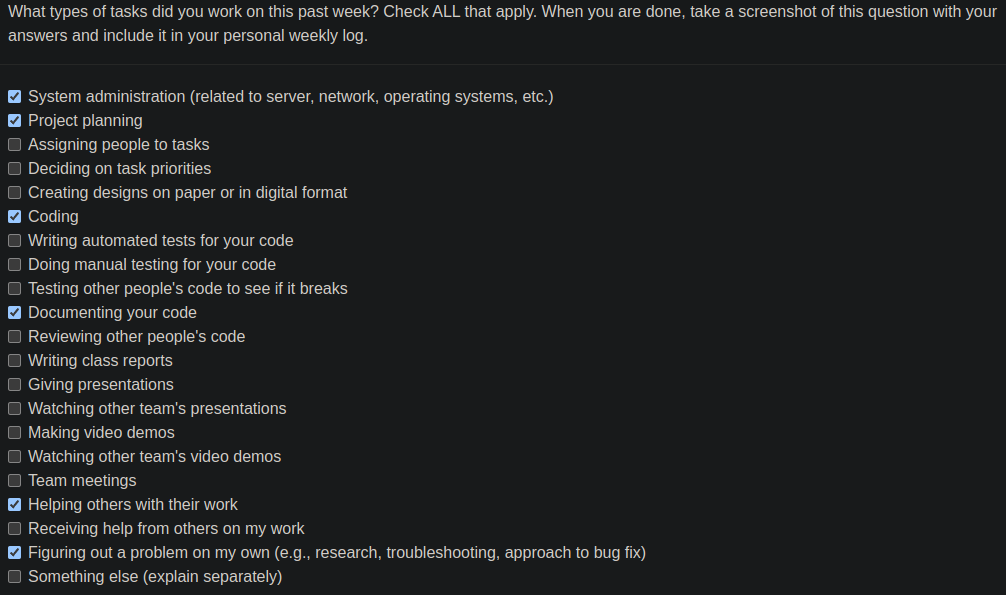 What types of tasks did you work on this past week? Check ALL that apply. When you are done, take a screenshot of this question with your
answers and include it in your personal weekly log.
System administration (related to server, network, operating systems, etc.)
Project planning
Assigning people to tasks
Deciding on task priorities
Creating designs on paper or in digital format
Coding
Writing automated tests for your code
Doing manual testing for your code
Testing other people's code to see if it breaks
Documenting your code
Reviewing other people's code
Writing class reports
Giving presentations
Watching other team's presentations
Making video demos
Watching other team's video demos
Team meetings
Helping others with their work
Receiving help from others on my work
Figuring out a problem on my own (e.g., research, troubleshooting, approach to bug fix)
Something else (explain separately)